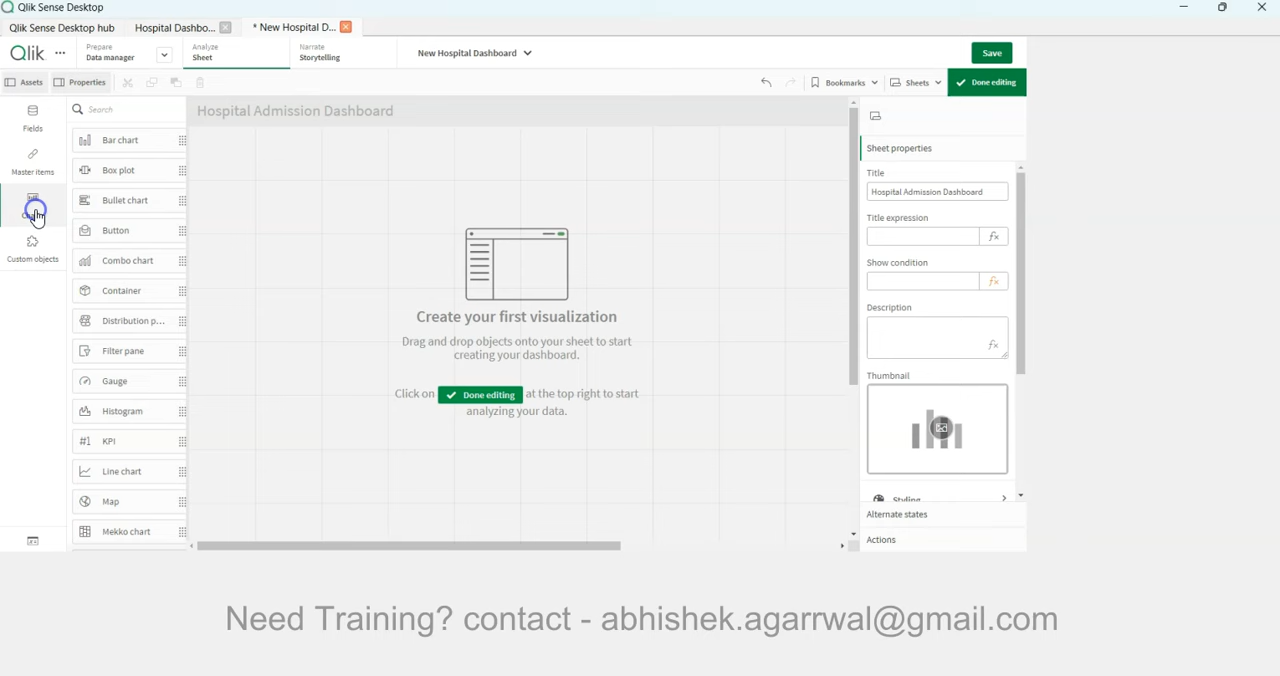 Qlik Sense Desktop
Qlik Sense Desktop hub
Hospital Dashbo...
* New Hospital D...
Qlik
Prepare
Data manager
Analyze
Sheet
Narrate
Storytelling
New Hospital Dashboard
Save
Assets
Properties
Bookmarks
Sheets
Done editing
Fields
Master items
Custom objects
Search
Bar chart
Box plot
Bullet chart
Button
Combo chart
Container
Distribution p...
Filter pane
Gauge
Histogram
#1 KPI
Line chart
Map
Mekko chart
Hospital Admission Dashboard
Create your first visualization
Drag and drop objects onto your sheet to start
creating your dashboard.
Click on Done editing at the top right to start
analyzing your data.
Sheet properties
Title
Hospital Admission Dashboard
Title expression
fx
Show condition
fx
Description
fx
Thumbnail
Styling
Alternate states
Actions
Need Training? contact - abhishek.agarrwal@gmail.com